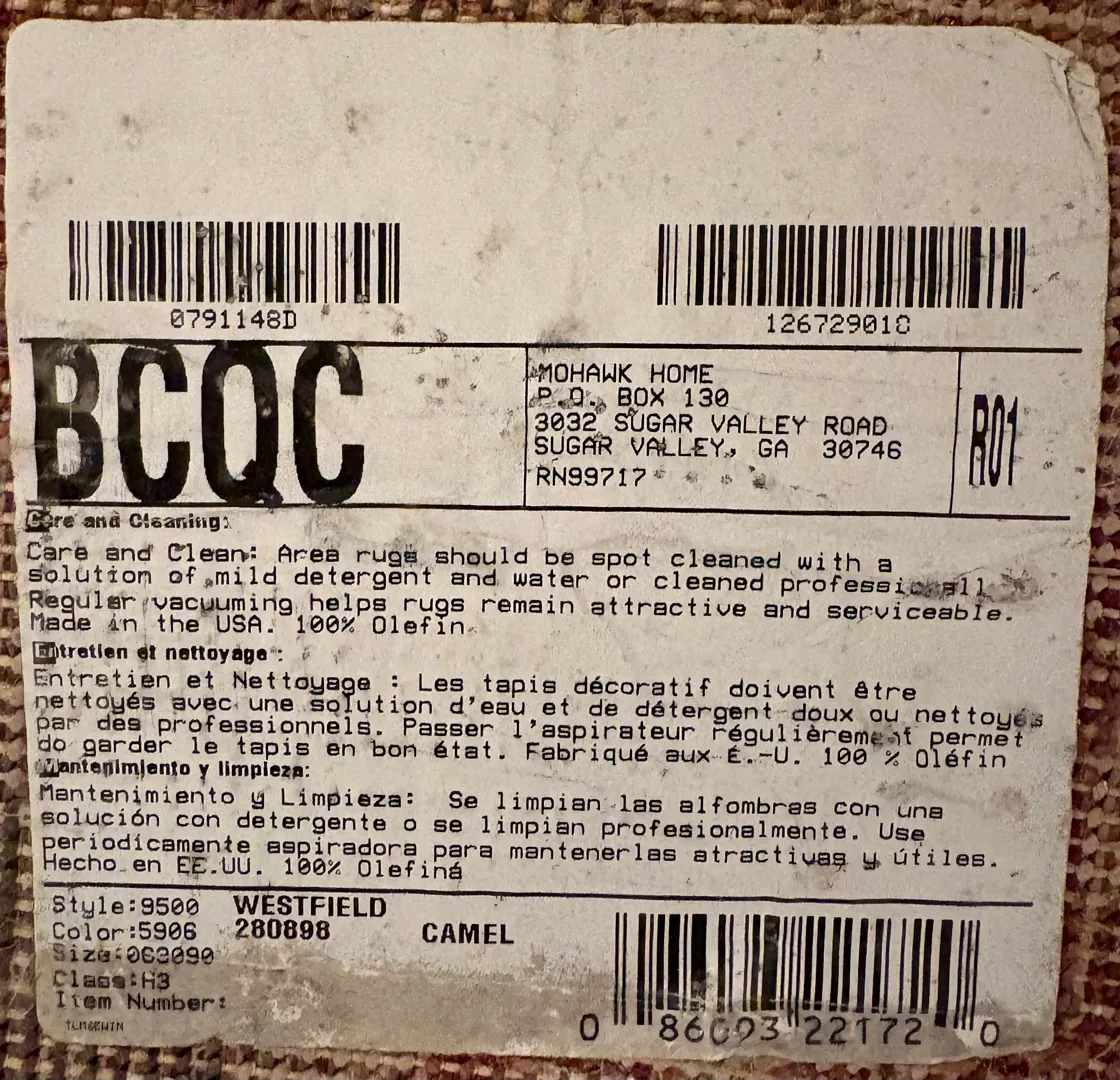 0791148D
126729018
BCQC
MOHAWK HOME
P.O. BOX 130
3032 SUGAR VALLEY ROAD
SUGAR VALLEY, GA 30746
RN99717
R01
Care and Cleaning:
Care and Clean: Area rugs should be spot cleaned with a
solution of mild detergent and water or cleaned
Regular vacuuming helps rugs remain attractive and serviceable.
Made in the USA. 100% Olefin
Entretien et nettoyage :
Entretien et Nettoyage : Les tapis décoratif doivent être
nettoyés avec une solution d'eau et de détergent doux ou nettoyés
par des professionnels. Passer l'aspirateur régulièrement permet
do garder le tapis en bon état. Fabriqué aux É.-U. 100 % Oléfin
Mantenimiento y limpieza:
Mantenimiento y Limpieza: Se limpian las alfombras con una
solución con detergente o se limpian profesionalmente. Use
periodicamente aspiradora para mantenerlas atractivas y útiles.
Hecho en EE.UU. 100% Olefiná
Style:9500 WESTFIELD
Color:5906 280898 CAMEL
Size:063090
Class:H3
Item Number:
0 86093 22172 0